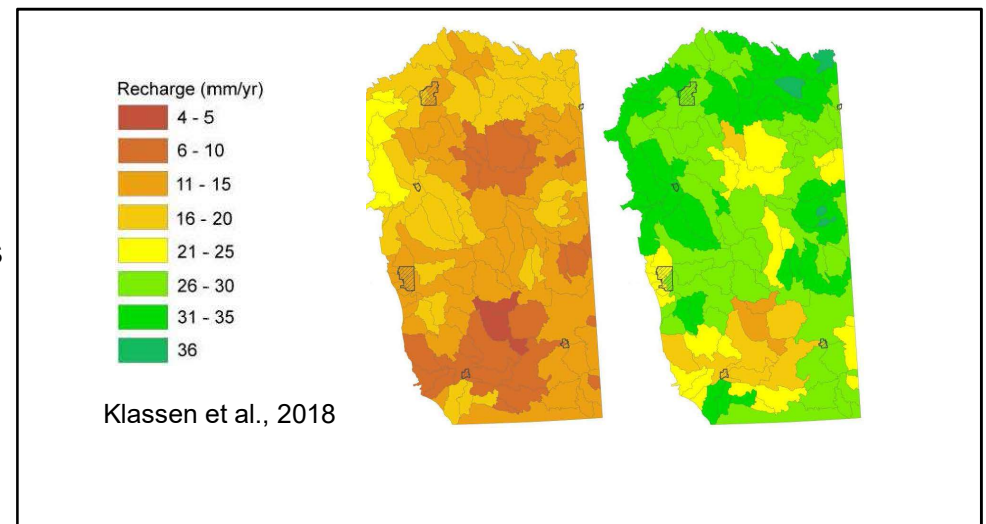 Recharge (mm/yr)
4 - 5
6 - 10
11 - 15
16 - 20
21 - 25
26 - 30
31 - 35
36
s
Klassen et al., 2018